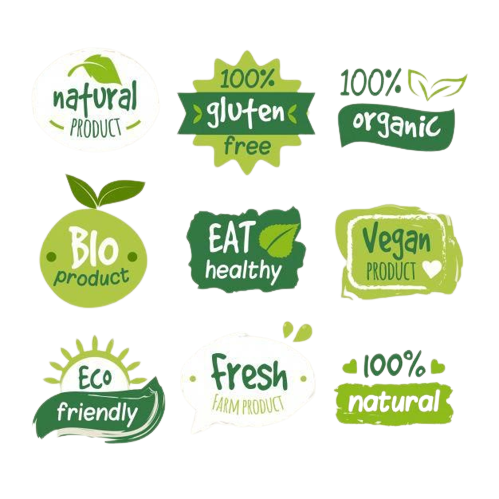 natural
PRODUCT
100%
gluten
free
100%
organic
BIO
product
EAT
healthy
Vegan
PRODUCT
Eco
friendly
fresh
FARM PRODUCT
100%
natural